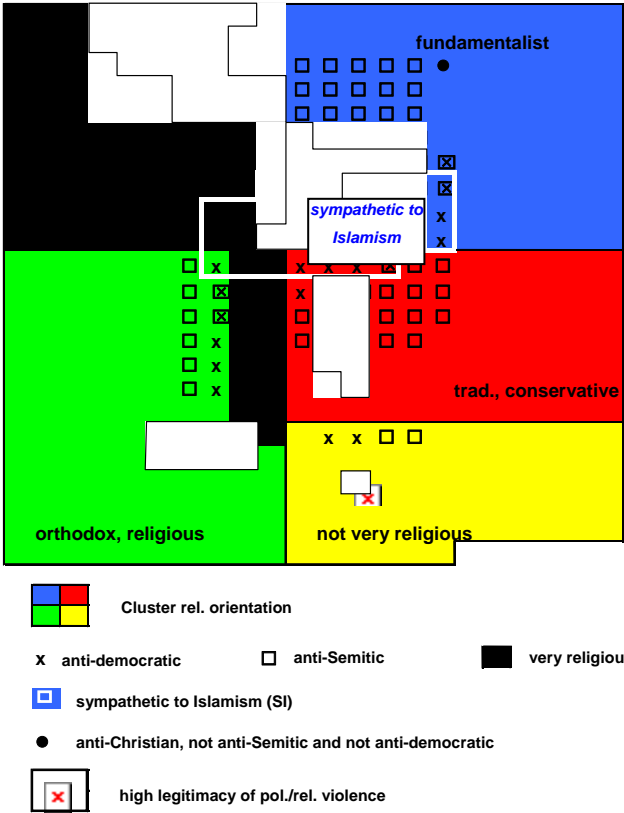 fundamentalist
sympathetic to
Islamism
trad., conservative
orthodox, religious
not very religious
Cluster rel. orientation
x anti-democratic
anti-Semitic
very religiou
sympathetic to Islamism (SI)
anti-Christian, not anti-Semitic and not anti-democratic
high legitimacy of pol./rel. violence